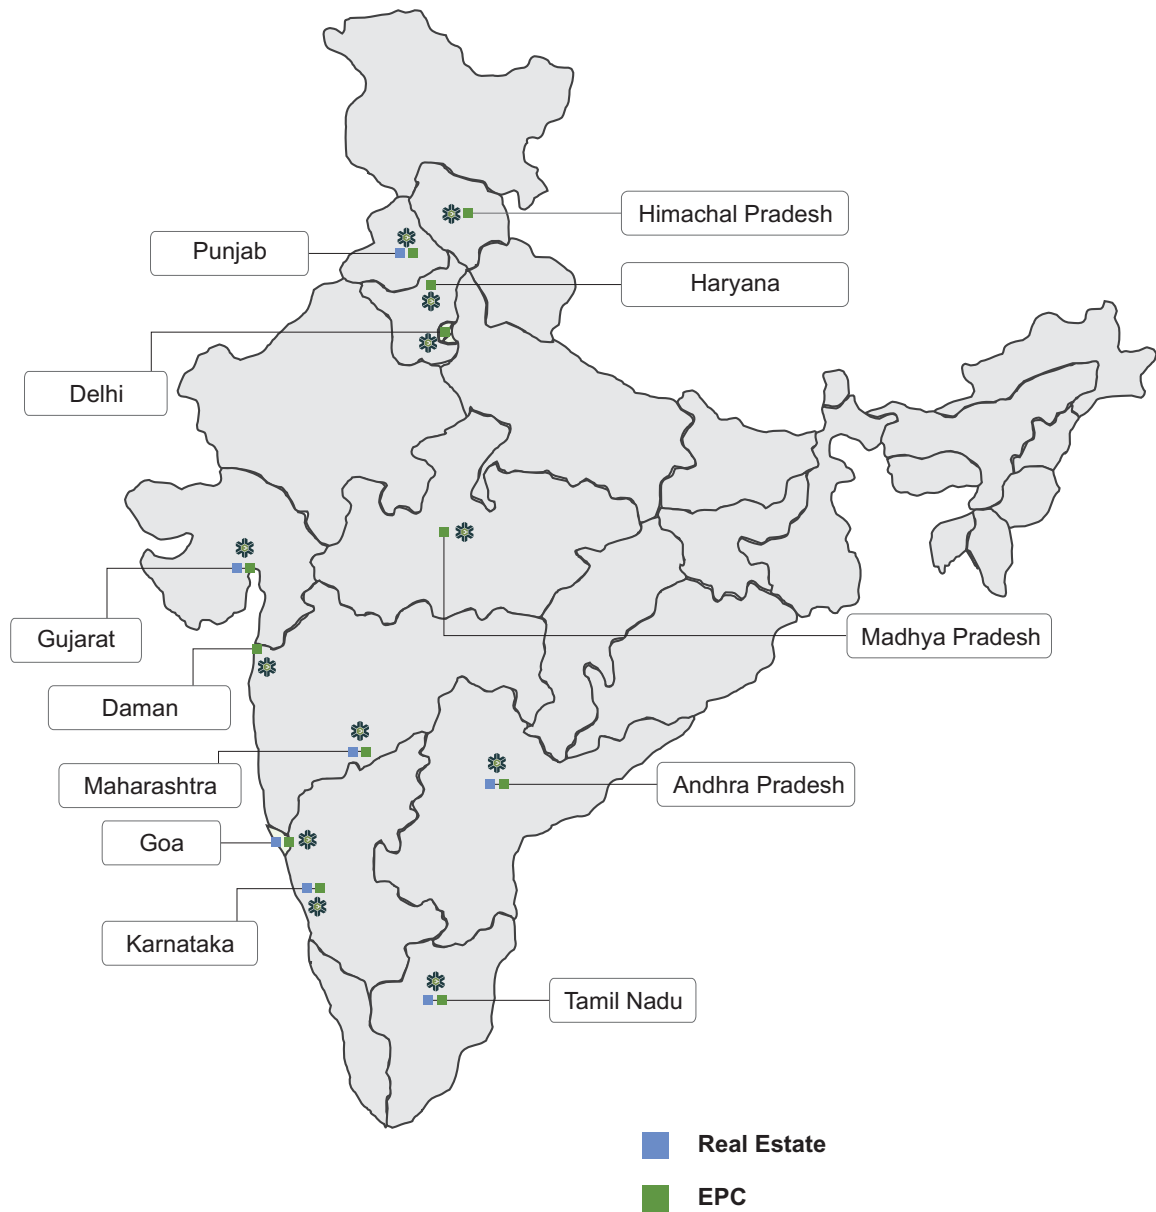 Himachal Pradesh
Punjab
Haryana
Delhi
Gujarat
Madhya Pradesh
Daman
Maharashtra
Andhra Pradesh
Goa
Karnataka
Tamil Nadu
Real Estate
EPC